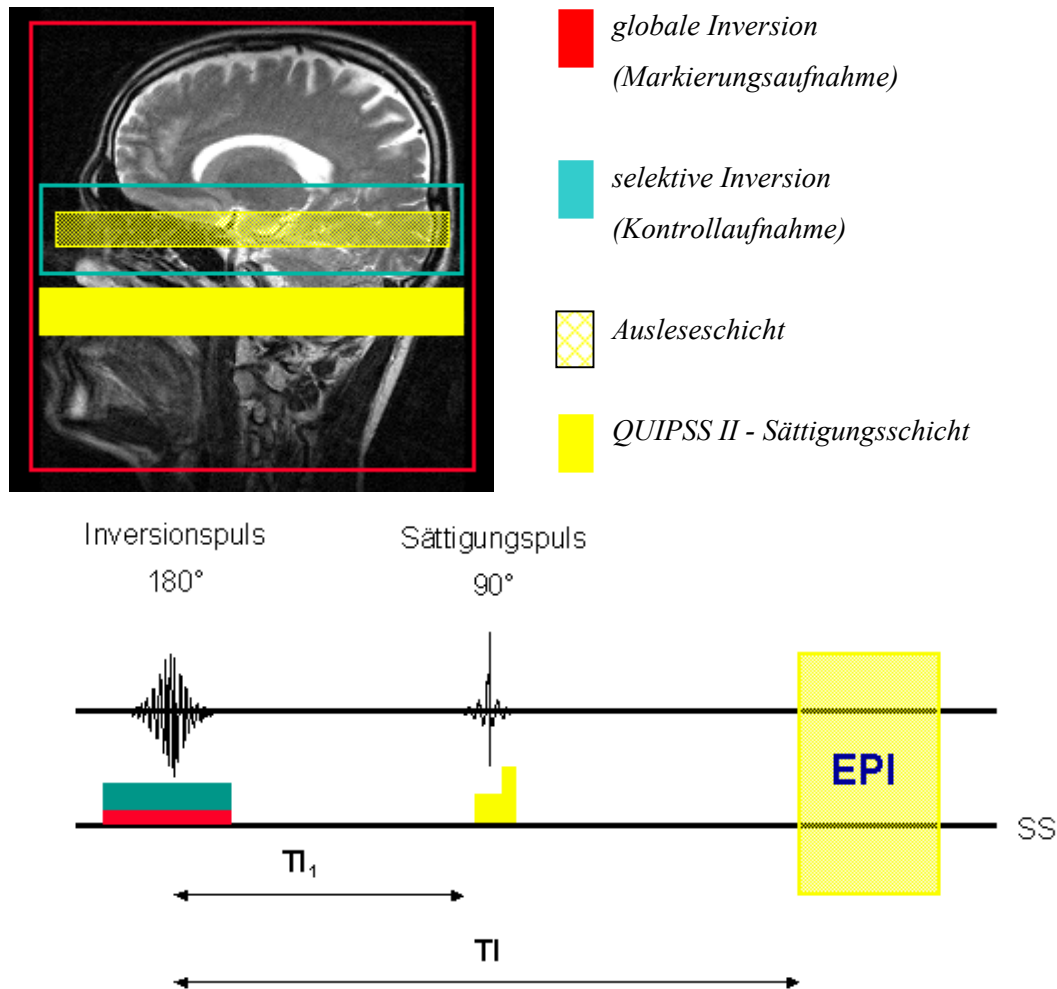 globale Inversion
(Markierungsaufnahme)
selektive Inversion
(Kontrollaufnahme)
Ausleseschicht
QUIPSS II - Sättigungsschicht
Inversionspuls
180°
Sättigungspuls
90°
EPI
SS
TI₁
TI